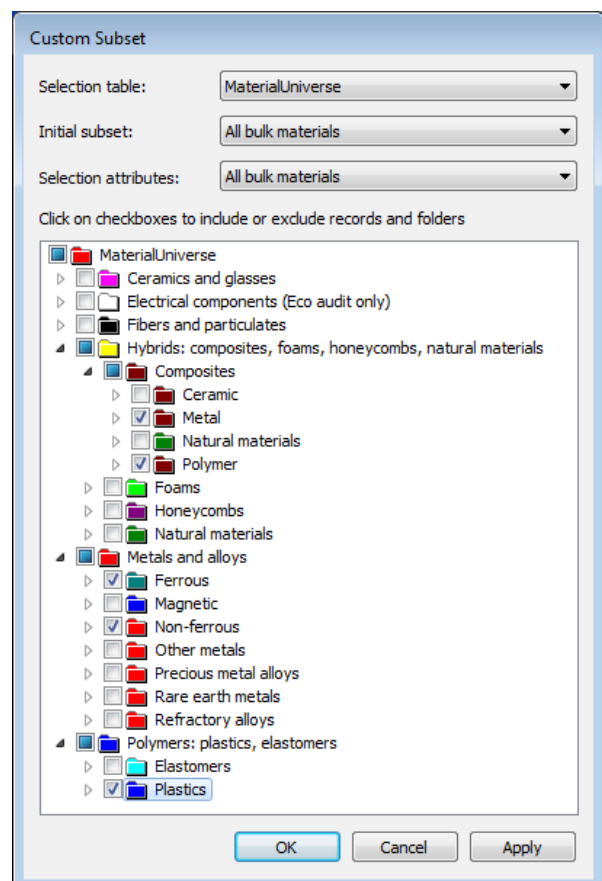 Custom Subset
Selection table: MaterialUniverse
Initial subset: All bulk materials
Selection attributes: All bulk materials
Click on checkboxes to include or exclude records and folders
MaterialUniverse
Ceramics and glasses
Electrical components (Eco audit only)
Fibers and particulates
Hybrids: composites, foams, honeycombs, natural materials
Composites
Ceramic
Metal
Natural materials
Polymer
Foams
Honeycombs
Natural materials
Metals and alloys
Ferrous
Magnetic
Non-ferrous
Other metals
Precious metal alloys
Rare earth metals
Refractory alloys
Polymers: plastics, elastomers
Elastomers
Plastics
OK Cancel Apply